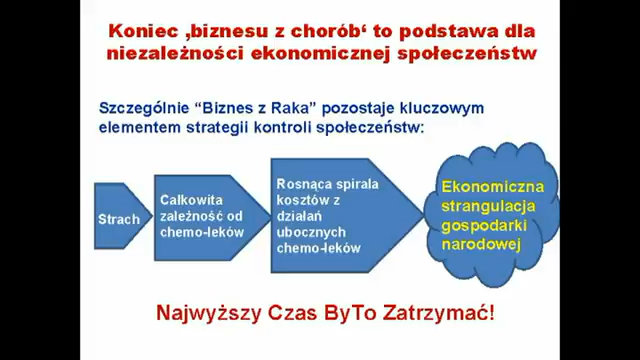 Koniec ‚biznesu z chorób‘ to podstawa dla
niezależności ekonomicznej społeczeństw
Szczególnie “Biznes z Raka” pozostaje kluczowym
elementem strategii kontroli społeczeństw:
Strach
Całkowita
zależność od
chemo-leków
Rosnąca spirala
kosztów z
działań
ubocznych
chemo-leków
Ekonomiczna
strangulacja
gospodarki
narodowej
Najwyższy Czas ByTo Zatrzymać!